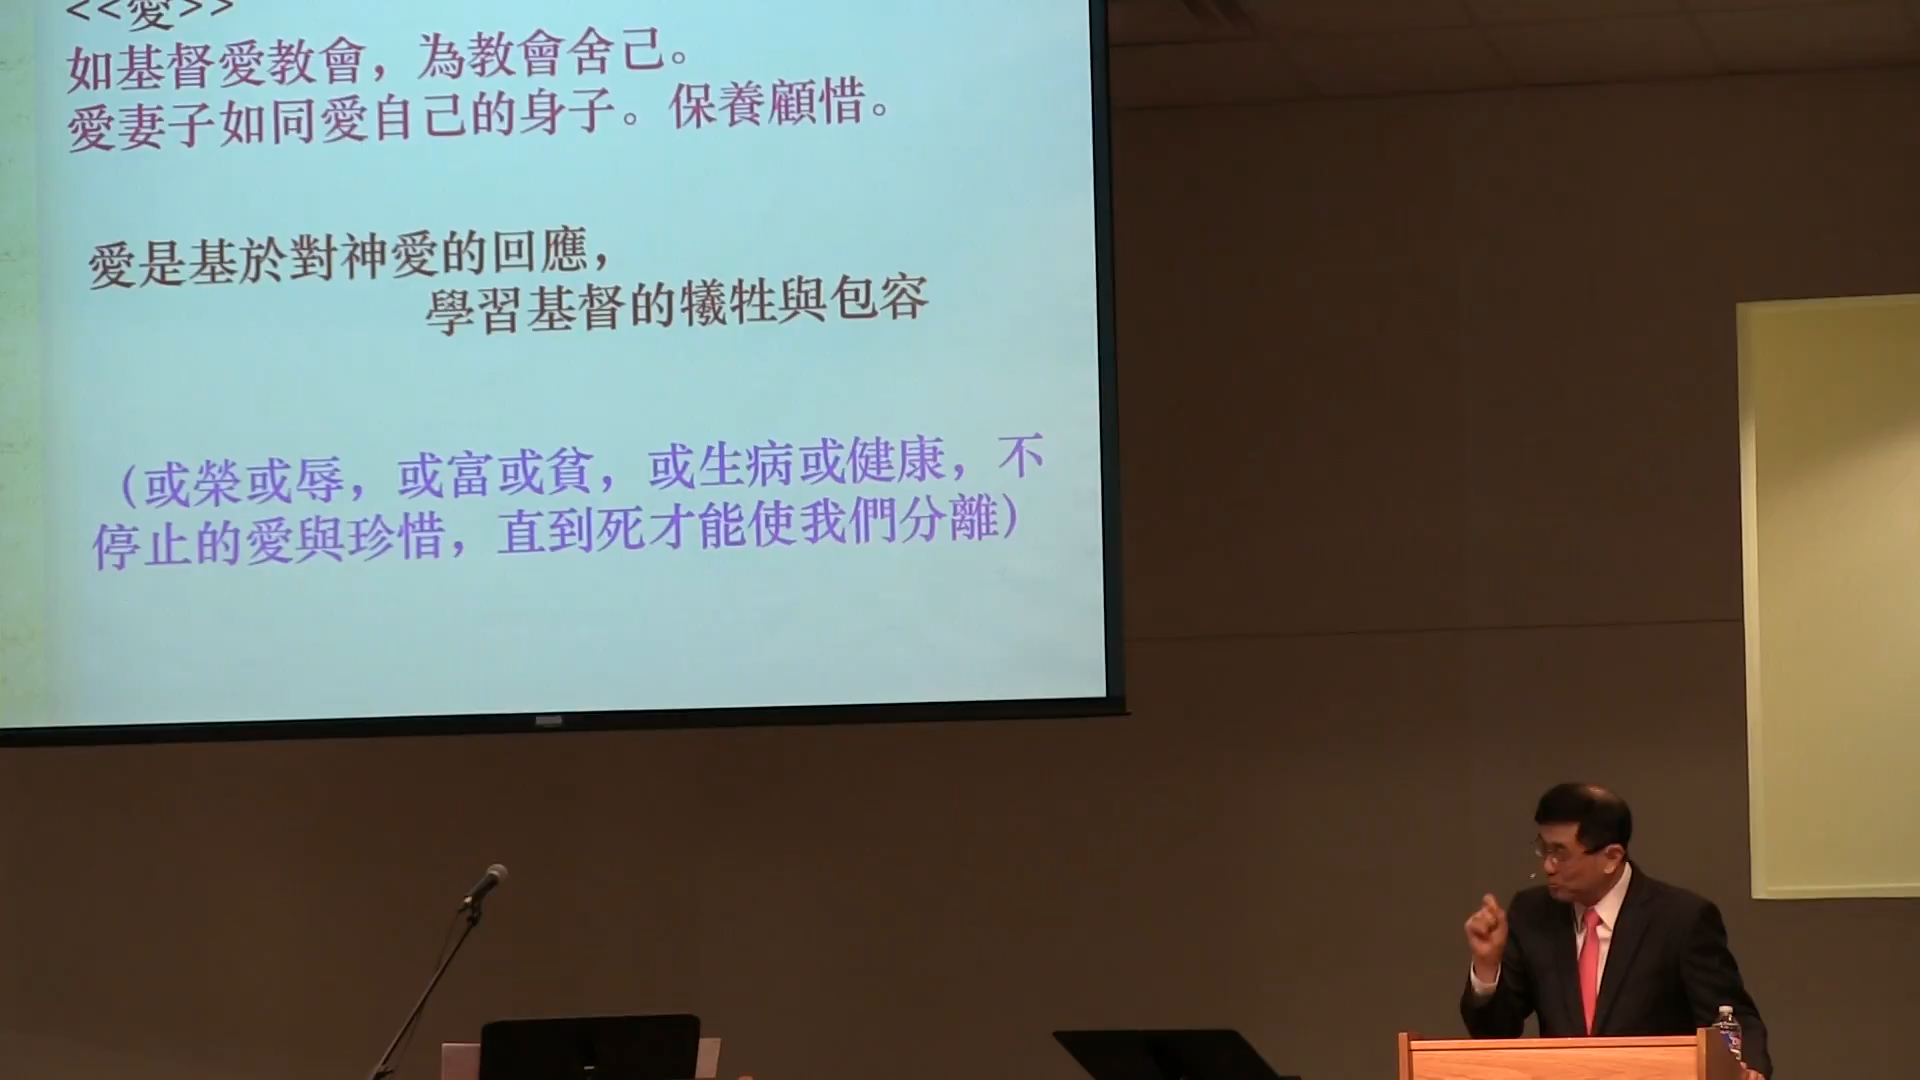 <<愛>>
如基督愛教會，為教會舍己。
愛妻子如同愛自己的身子。保養顧惜。
愛是基於對神愛的回應，
學習基督的犧牲與包容
（或榮或辱，或富或貧，或生病或健康，不
停止的愛與珍惜，直到死才能使我們分離）